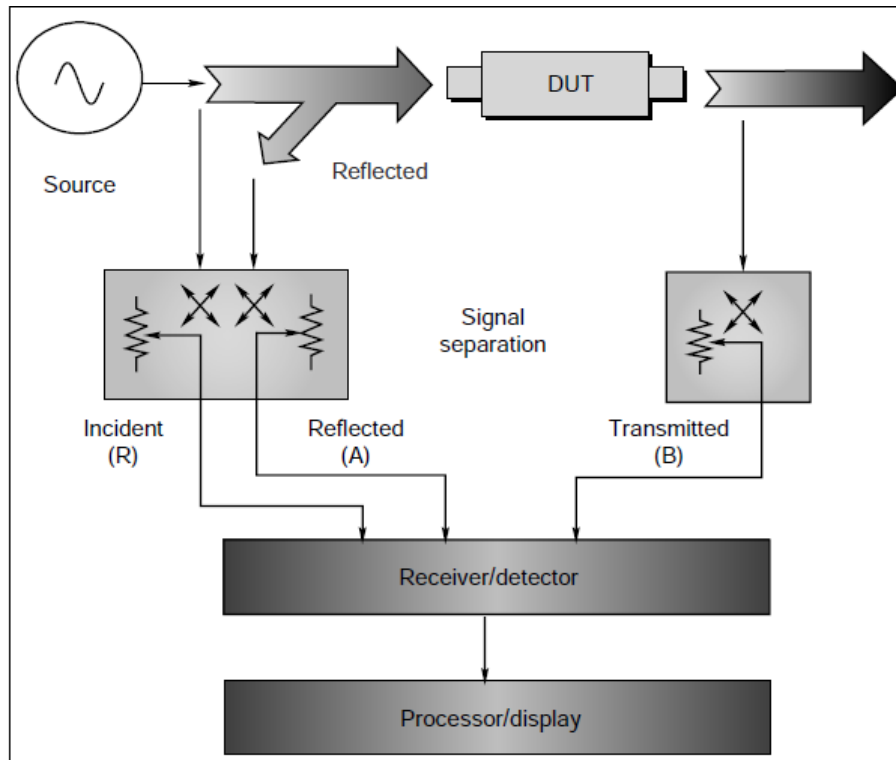 DUT
Source
Reflected
Signal
separation
Incident
(R)
Reflected
(A)
Transmitted
(B)
Receiver/detector
Processor/display